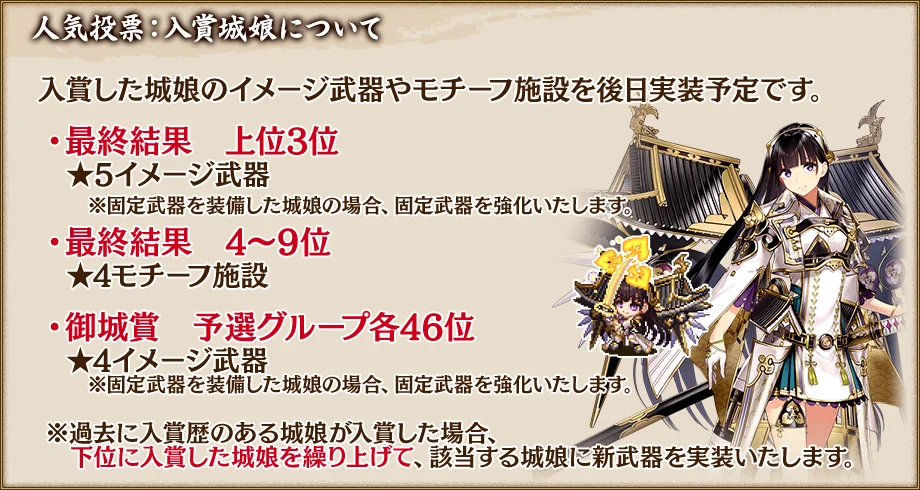 人気投票：入賞城娘について
入賞した城娘のイメージ武器やモチーフ施設を後日実装予定です。
・最終結果　上位3位
★5イメージ武器
※固定武器を装備した城娘の場合、固定武器を強化いたします。
・最終結果　4～9位
★4モチーフ施設
・御城賞　予選グループ各46位
★4イメージ武器
※固定武器を装備した城娘の場合、固定武器を強化いたします。
※過去に入賞歴のある城娘が入賞した場合、
下位に入賞した城娘を繰り上げて、該当する城娘に新武器を実装いたします。